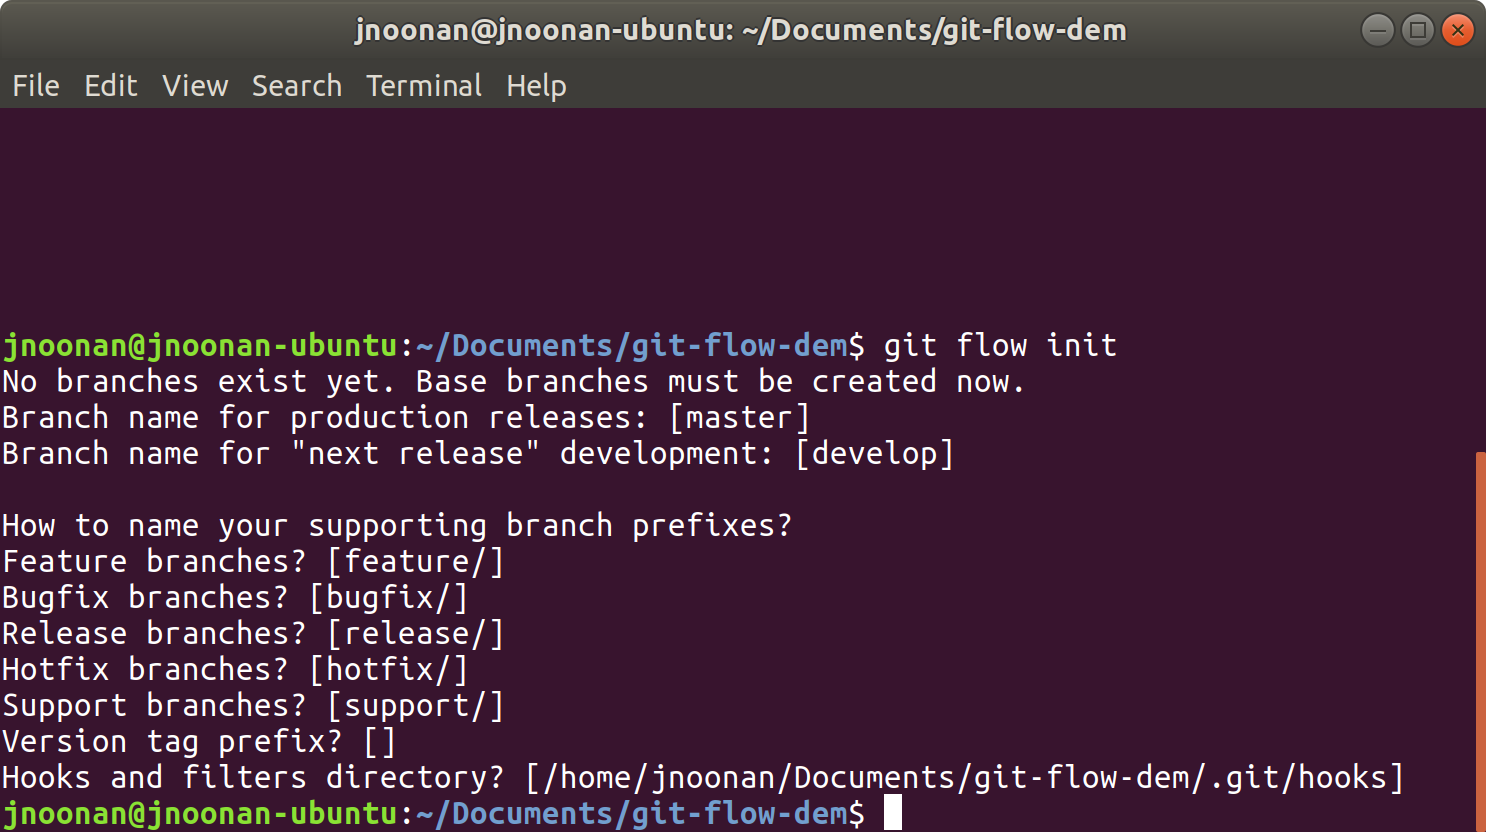 jnoonan@jnoonan-ubuntu: ~/Documents/git-flow-dem
File Edit View Search Terminal Help
jnoonan@jnoonan-ubuntu:~/Documents/git-flow-dem$ git flow init
No branches exist yet. Base branches must be created now.
Branch name for production releases: [master]
Branch name for "next release" development: [develop]

How to name your supporting branch prefixes?
Feature branches? [feature/]
Bugfix branches? [bugfix/]
Release branches? [release/]
Hotfix branches? [hotfix/]
Support branches? [support/]
Version tag prefix? []
Hooks and filters directory? [/home/jnoonan/Documents/git-flow-dem/.git/hooks]
jnoonan@jnoonan-ubuntu:~/Documents/git-flow-dem$